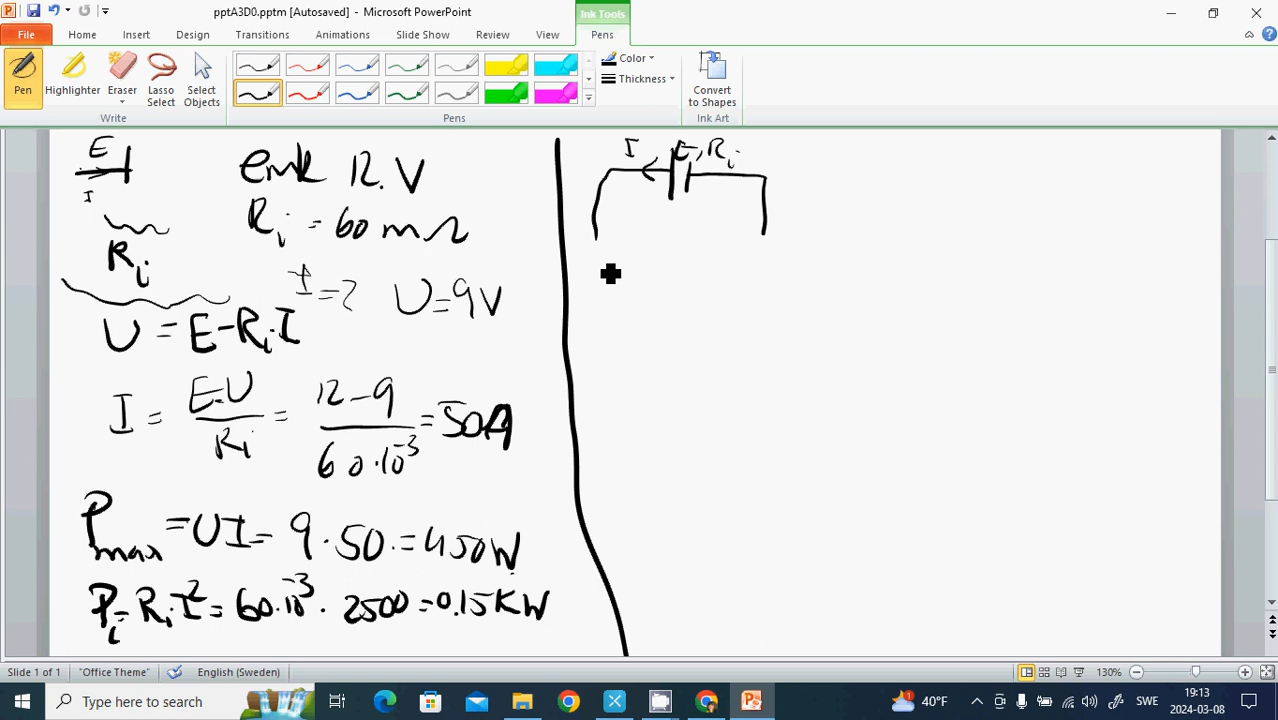 pptA3D0.pptm [Autosaved] - Microsoft PowerPoint
Ink Tools
File Home Insert Design Transitions Animations Slide Show Review View Pens
Pen Highlighter Eraser Lasso Select Select Objects
Color
Thickness
Convert to Shapes
Write Pens Ink Art
E
I
emk 12. V
Ri = 60 mΩ
Ri
I = ? U = 9V
U = E - Ri·I
I = E-U / Ri = 12-9 / 60·10^-3 = 50A
Pmax = UI = 9·50. = 450W
Pi = Ri·I² = 60·10^-3 · 2500 = 0.15KW
I E, Ri
Slide 1 of 1 "Office Theme" English (Sweden) 130%
Type here to search
1
40°F
SWE
19:13
2024-03-08